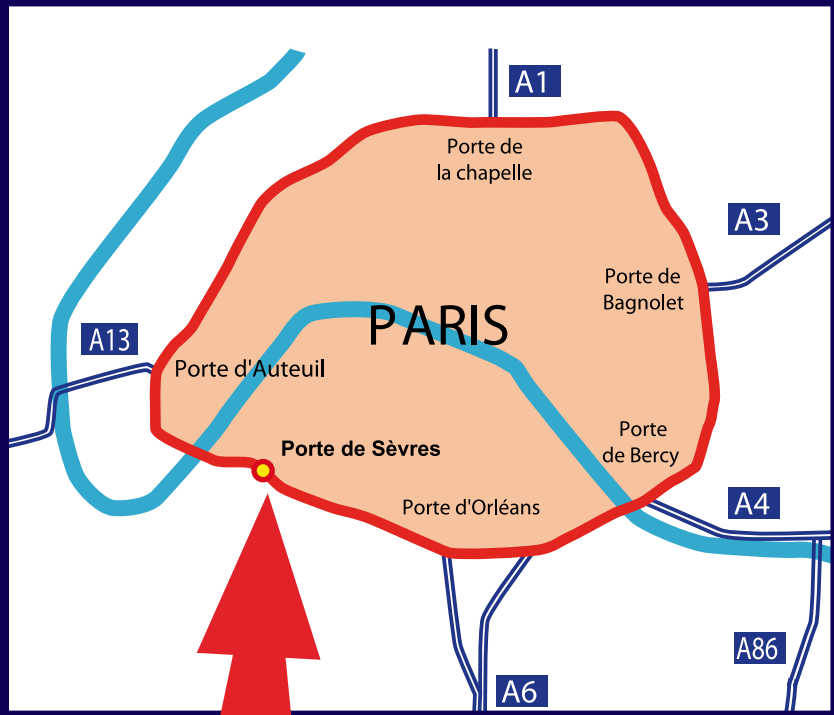 A1
Porte de
la chapelle
A3
Porte de
Bagnolet
PARIS
A13
Porte d'Auteuil
Porte de Sèvres
Porte
de Bercy
Porte d'Orléans
A4
A86
A6